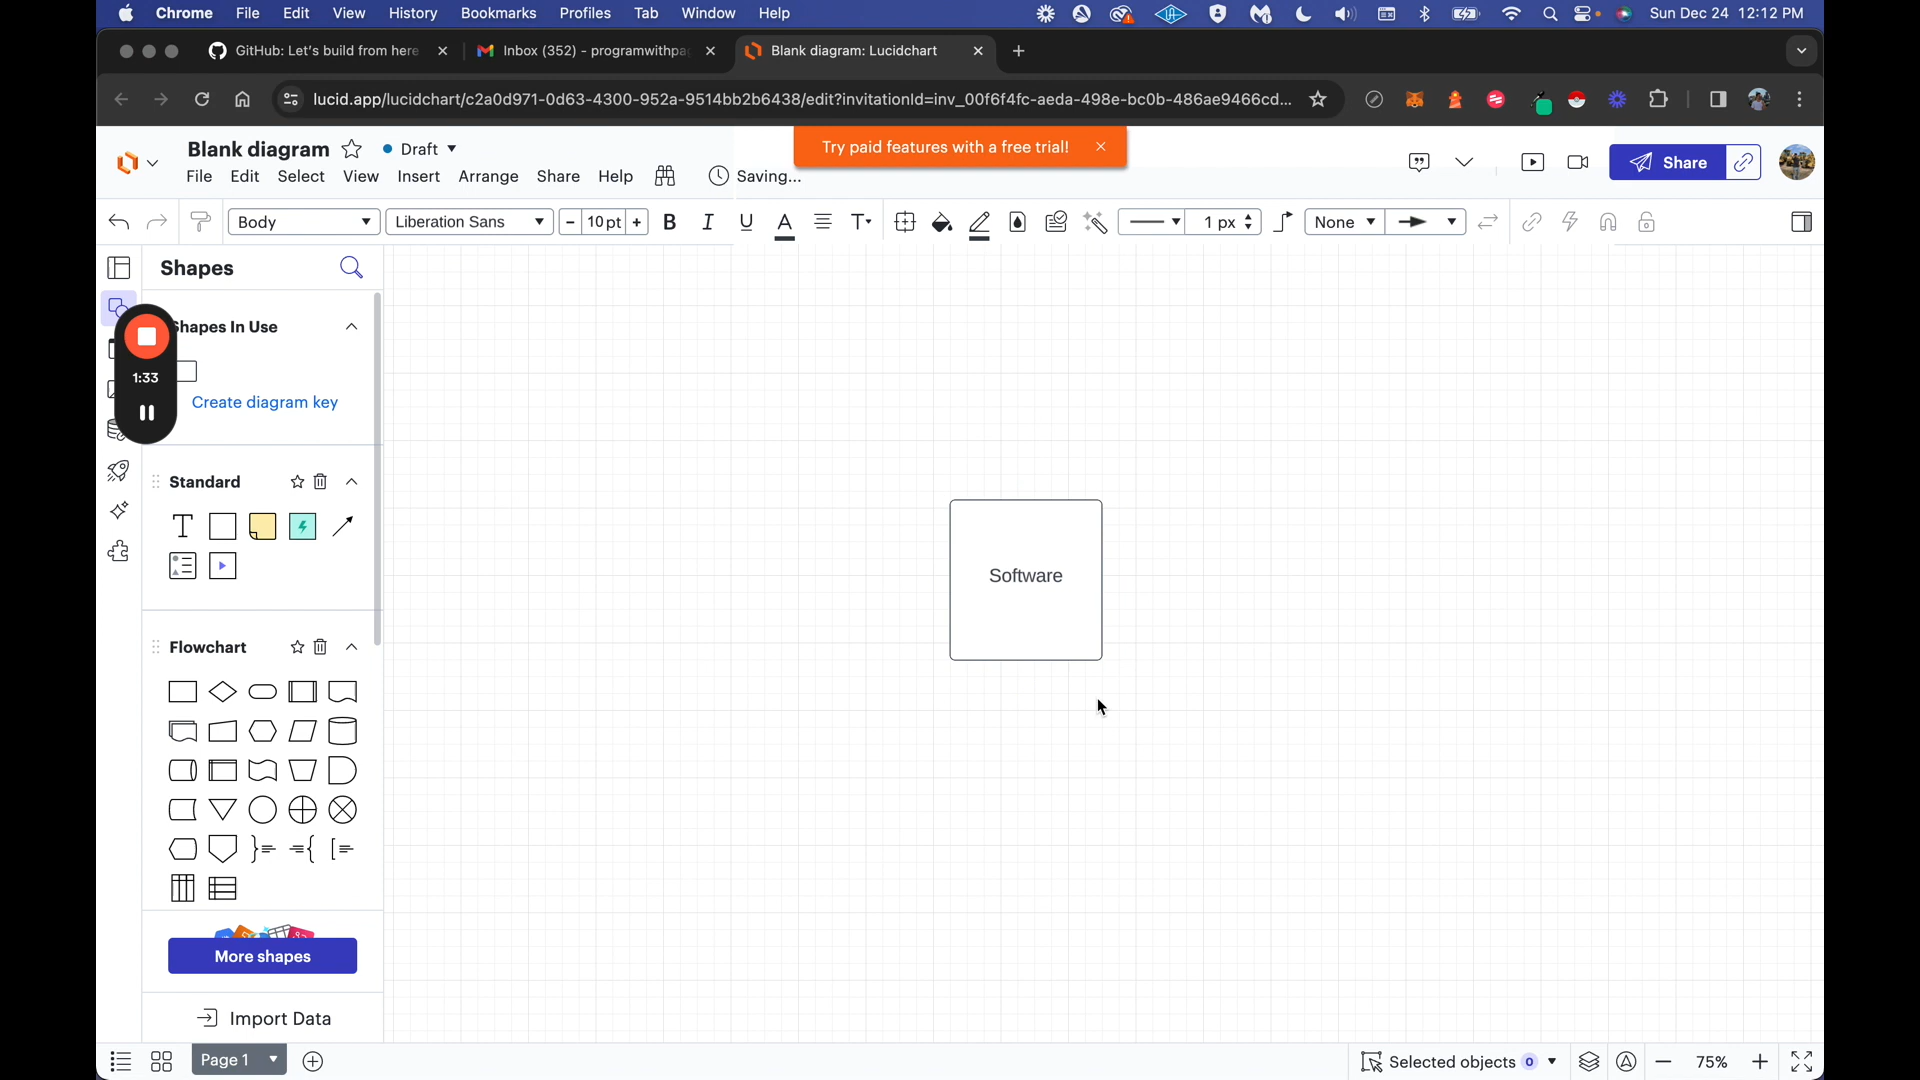 Chrome File Edit View History Bookmarks Profiles Tab Window Help Sun Dec 24 12:12 PM
GitHub: Let's build from here Inbox (352) - programwithpa Blank diagram: Lucidchart
lucid.app/lucidchart/c2a0d971-0d63-4300-952a-9514bb2b6438/edit?invitationId=inv_00f6f4fc-aeda-498e-bc0b-486ae9466cd...
Try paid features with a free trial!
Blank diagram Draft
File Edit Select View Insert Arrange Share Help Saving...
Share
Body Liberation Sans 10 pt B I U A T 1 px None
Shapes
Shapes In Use
1:33
Create diagram key
Standard
T
Software
Flowchart
More shapes
Import Data
Page 1 Selected objects 0 75%